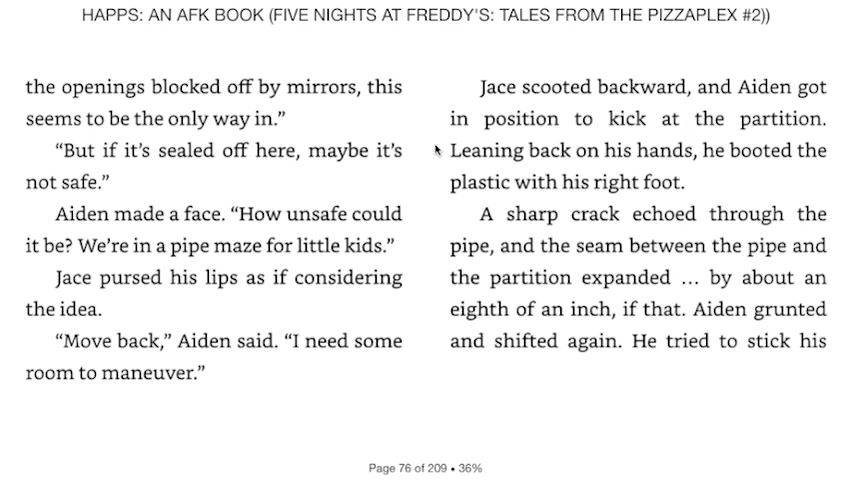 HAPPS: AN AFK BOOK (FIVE NIGHTS AT FREDDY'S: TALES FROM THE PIZZAPLEX #2))
the openings blocked off by mirrors, this
seems to be the only way in.”
“But if it’s sealed off here, maybe it’s
not safe.”
Aiden made a face. “How unsafe could
it be? We’re in a pipe maze for little kids.”
Jace pursed his lips as if considering
the idea.
“Move back,” Aiden said. “I need some
room to maneuver.”
Jace scooted backward, and Aiden got
in position to kick at the partition.
Leaning back on his hands, he booted the
plastic with his right foot.
A sharp crack echoed through the
pipe, and the seam between the pipe and
the partition expanded ... by about an
eighth of an inch, if that. Aiden grunted
and shifted again. He tried to stick his
Page 76 of 209 • 36%